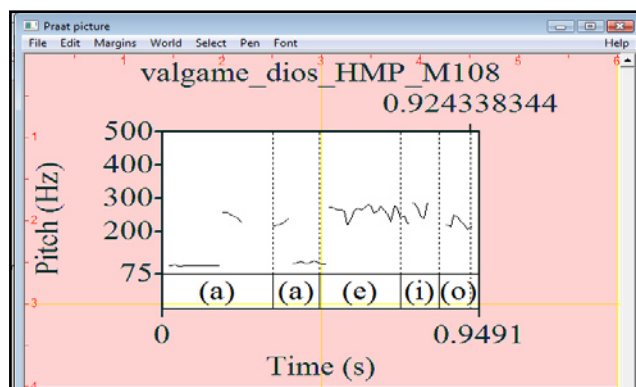 Praat picture
File Edit Margins World Select Pen Font Help
1 2 3 4 5 6
valgame_dios_HMP_M108
0.924338344
1
2
3
4
Pitch (Hz)
500
400
300
200
75
(a) (a) (e) (i) (o)
0 0.9491
Time (s)